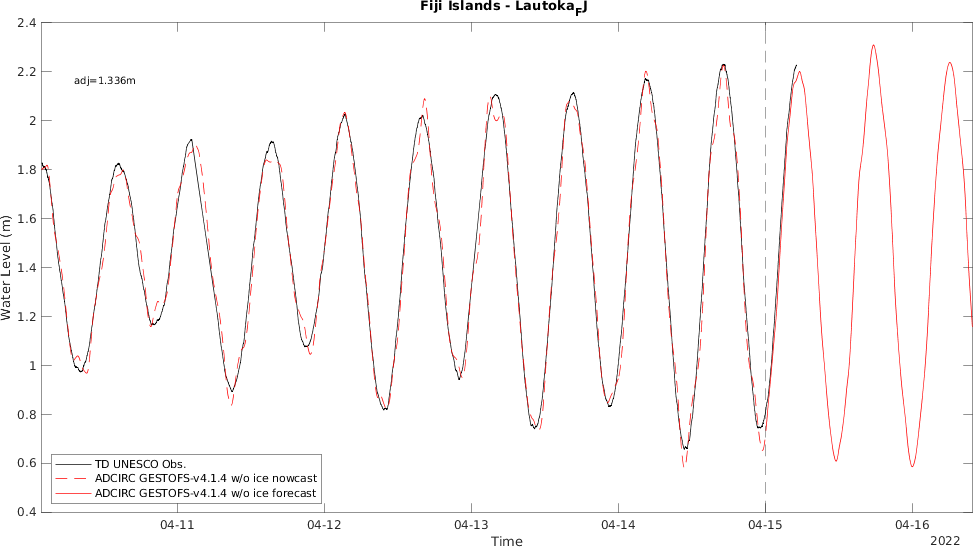 Fiji Islands - Lautoka_FJ
2.4
2.2
2
1.8
1.6
1.4
1.2
1
0.8
0.6
0.4
Water Level (m)
adj=1.336m
TD UNESCO Obs.
ADCIRC GESTOFS-v4.1.4 w/o ice nowcast
ADCIRC GESTOFS-v4.1.4 w/o ice forecast
04-11 04-12 04-13 04-14 04-15 04-16
Time
2022